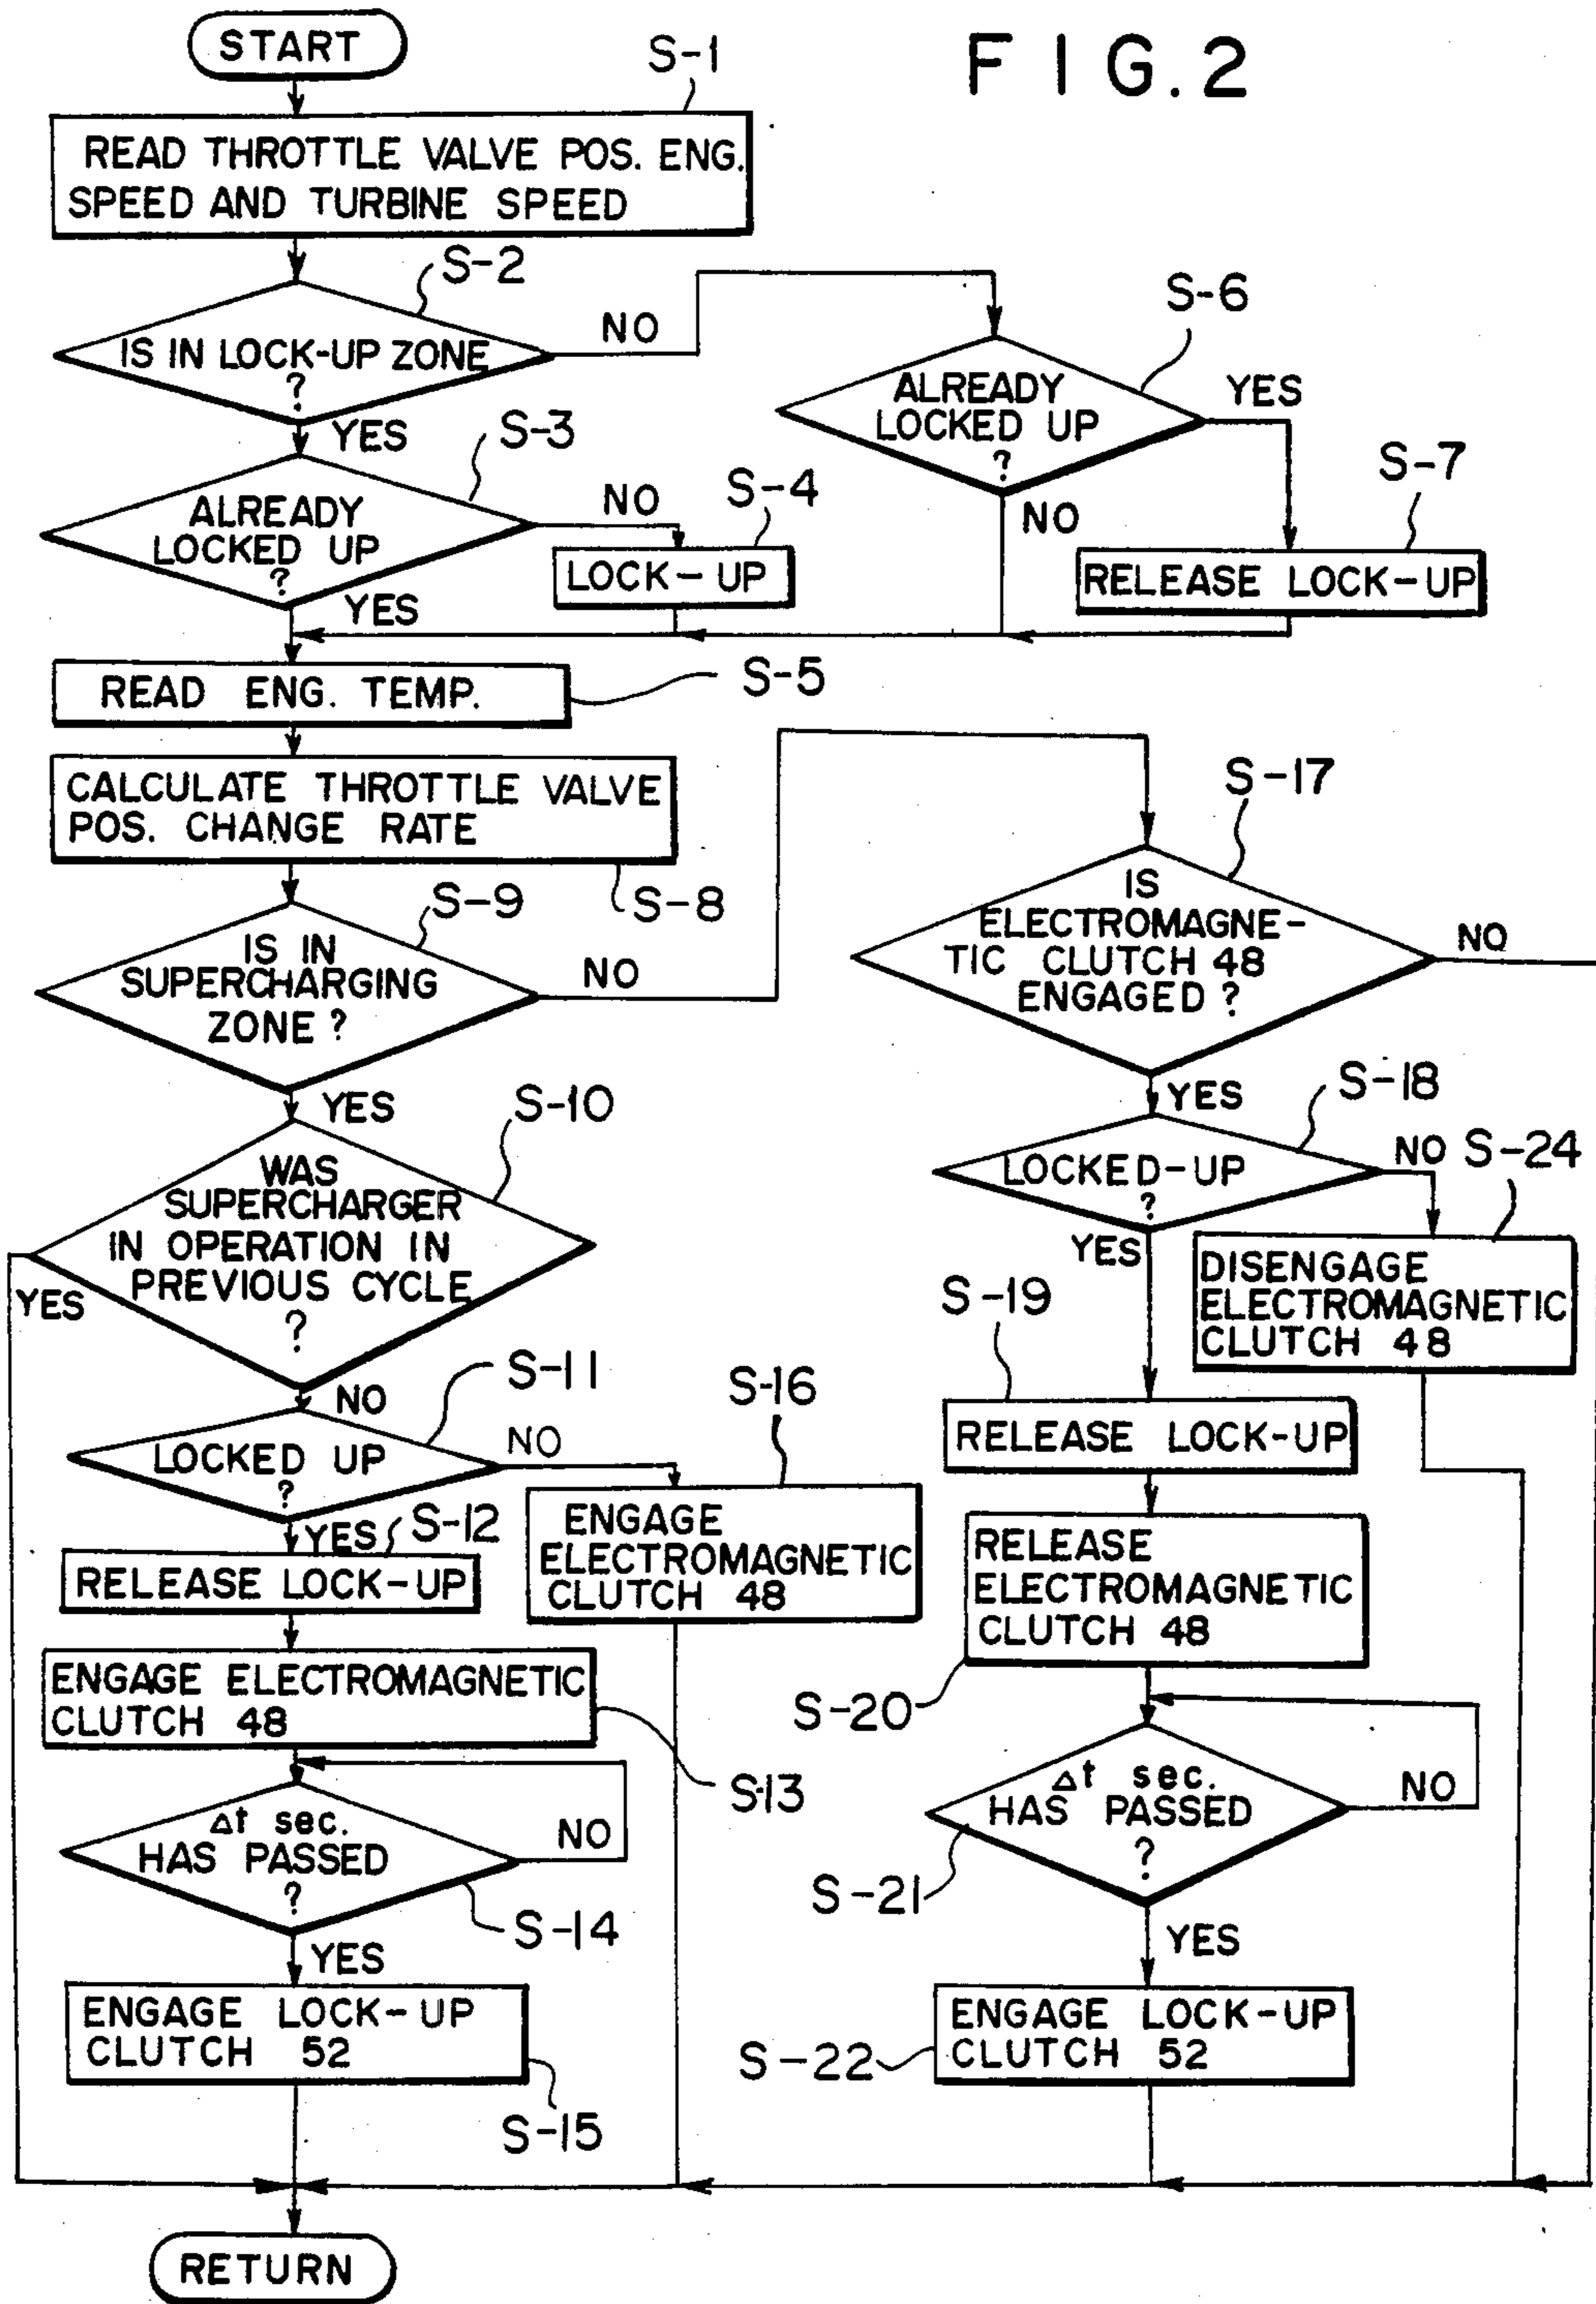 FIG. 2
START
S-1
READ THROTTLE VALVE POS. ENG.
SPEED AND TURBINE SPEED
S-2
IS IN LOCK-UP ZONE
?
NO
YES
S-6
ALREADY
LOCKED UP
?
YES
NO
S-7
RELEASE LOCK-UP
S-3
ALREADY
LOCKED UP
?
NO
YES
S-4
LOCK-UP
READ ENG. TEMP.
S-5
CALCULATE THROTTLE VALVE
POS. CHANGE RATE
S-8
S-9
IS IN
SUPERCHARGING
ZONE ?
NO
YES
S-17
IS
ELECTROMAGNE-
TIC CLUTCH 48
ENGAGED ?
NO
YES
S-10
WAS
SUPERCHARGER
IN OPERATION IN
PREVIOUS CYCLE
?
YES
NO
S-18
LOCKED-UP
?
NO
YES
S-24
DISENGAGE
ELECTROMAGNETIC
CLUTCH 48
S-11
LOCKED UP
?
NO
YES
S-16
ENGAGE
ELECTROMAGNETIC
CLUTCH 48
S-12
RELEASE LOCK-UP
ENGAGE ELECTROMAGNETIC
CLUTCH 48
S-13
Δt sec.
HAS PASSED
?
NO
S-14
YES
ENGAGE LOCK-UP
CLUTCH 52
S-15
S-19
RELEASE LOCK-UP
RELEASE
ELECTROMAGNETIC
CLUTCH 48
S-20
Δt sec.
HAS PASSED
?
NO
S-21
YES
ENGAGE LOCK-UP
CLUTCH 52
S-22
RETURN